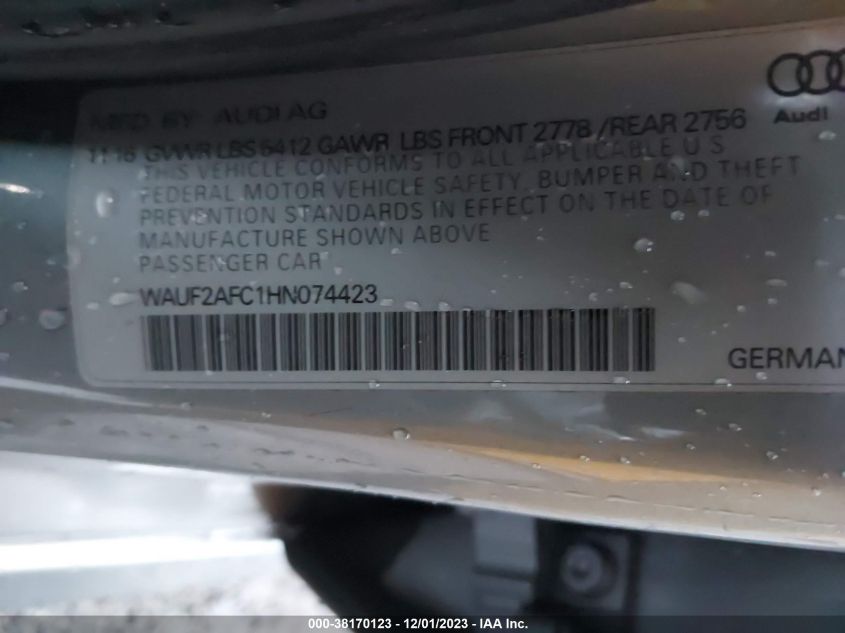 MFD BY AUDI AG
11 16 GVWR LBS 5412 GAWR LBS FRONT 2778 / REAR 2756
Audi
THIS VEHICLE CONFORMS TO ALL APPLICABLE U S
FEDERAL MOTOR VEHICLE SAFETY, BUMPER AND THEFT
PREVENTION STANDARDS IN EFFECT ON THE DATE OF
MANUFACTURE SHOWN ABOVE
PASSENGER CAR
WAUF2AFC1HN074423
GERMAN
000-38170123 - 12/01/2023 - IAA Inc.